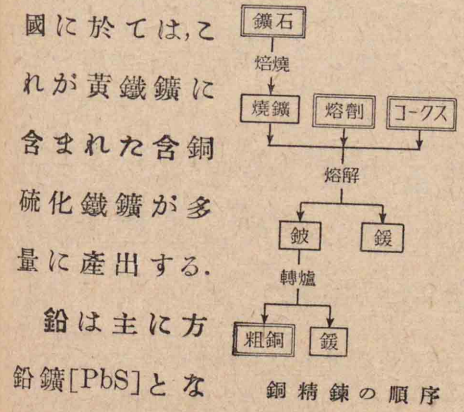 國に於ては,こ
れが黄鐵鑛に
含まれた含銅
硫化鐵鑛が多
量に產出する.
鉛は主に方
鉛鑛[PbS]とな
鑛石
焙燒
燒鑛 熔劑 コークス
熔解
鈹 鍰
轉爐
粗銅 鍰
銅精鍊の順序